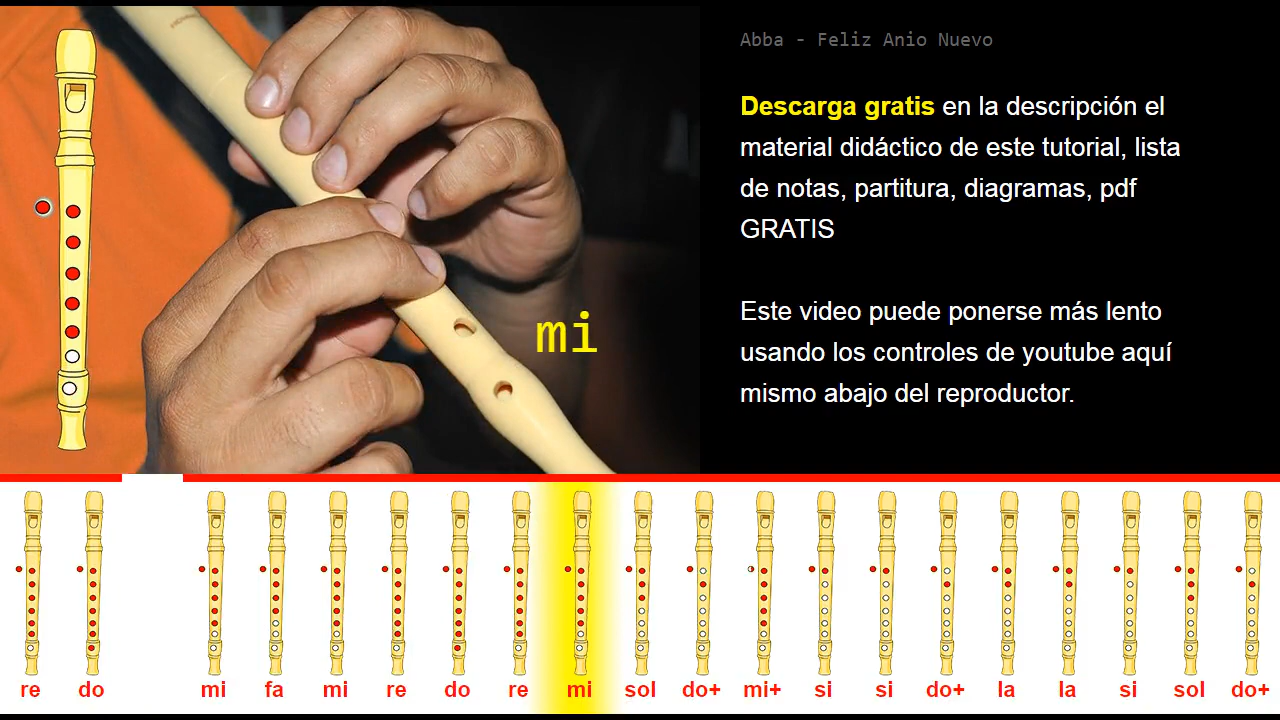 Abba - Feliz Anio Nuevo
Descarga gratis en la descripción el
material didáctico de este tutorial, lista
de notas, partitura, diagramas, pdf
GRATIS
Este video puede ponerse más lento
usando los controles de youtube aquí
mismo abajo del reproductor.
mi
re do mi fa mi re do re mi sol do+ mi+ si si do+ la la si sol do+